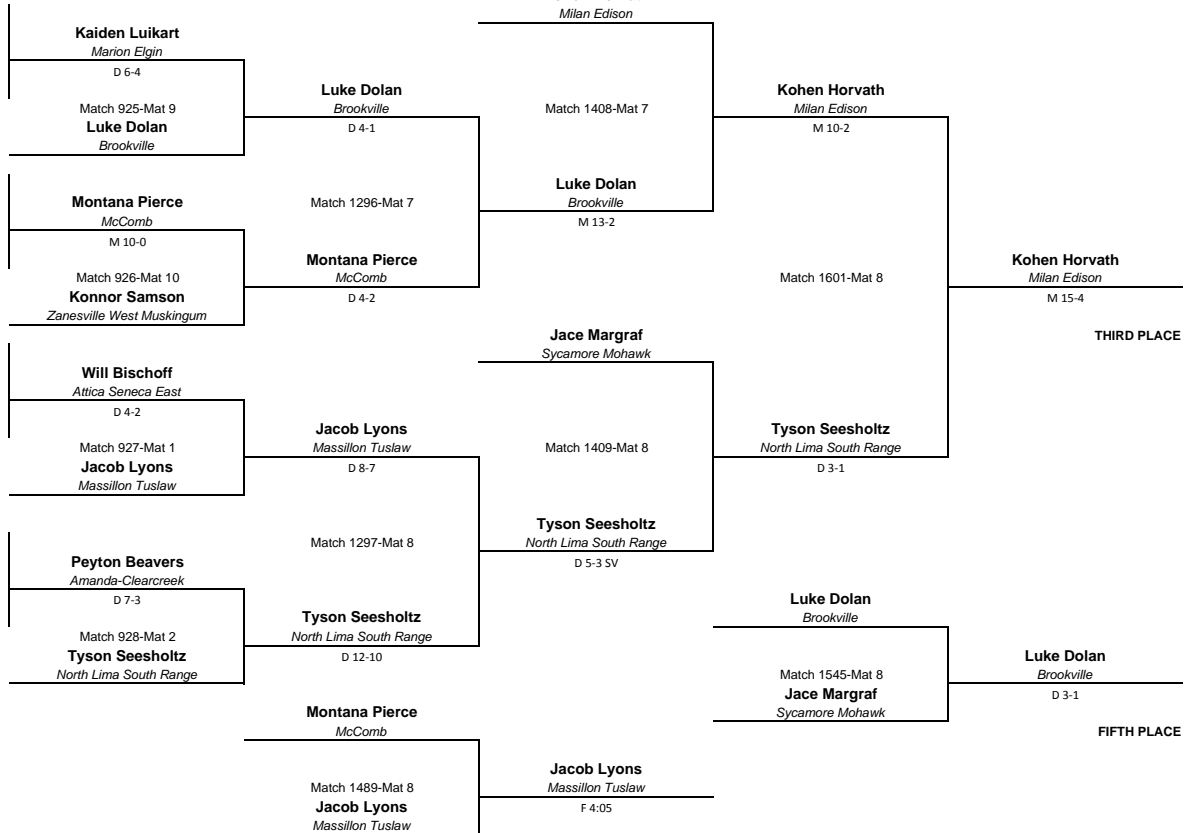 Milan Edison
Kaiden Luikart
Marion Elgin
D 6-4
Match 925-Mat 9
Luke Dolan
Brookville
Luke Dolan
Brookville
D 4-1
Match 1408-Mat 7
Kohen Horvath
Milan Edison
M 10-2
Montana Pierce
McComb
M 10-0
Match 1296-Mat 7
Luke Dolan
Brookville
M 13-2
Match 926-Mat 10
Konnor Samson
Zanesville West Muskingum
Montana Pierce
McComb
D 4-2
Match 1601-Mat 8
Kohen Horvath
Milan Edison
M 15-4
THIRD PLACE
Will Bischoff
Attica Seneca East
D 4-2
Jace Margraf
Sycamore Mohawk
Match 927-Mat 1
Jacob Lyons
Massillon Tuslaw
Jacob Lyons
Massillon Tuslaw
D 8-7
Match 1409-Mat 8
Tyson Seesholtz
North Lima South Range
D 3-1
Peyton Beavers
Amanda-Clearcreek
D 7-3
Match 1297-Mat 8
Tyson Seesholtz
North Lima South Range
D 5-3 SV
Match 928-Mat 2
Tyson Seesholtz
North Lima South Range
Tyson Seesholtz
North Lima South Range
D 12-10
Luke Dolan
Brookville
Match 1545-Mat 8
Jace Margraf
Sycamore Mohawk
Luke Dolan
Brookville
D 3-1
FIFTH PLACE
Montana Pierce
McComb
Match 1489-Mat 8
Jacob Lyons
Massillon Tuslaw
Jacob Lyons
Massillon Tuslaw
F 4:05